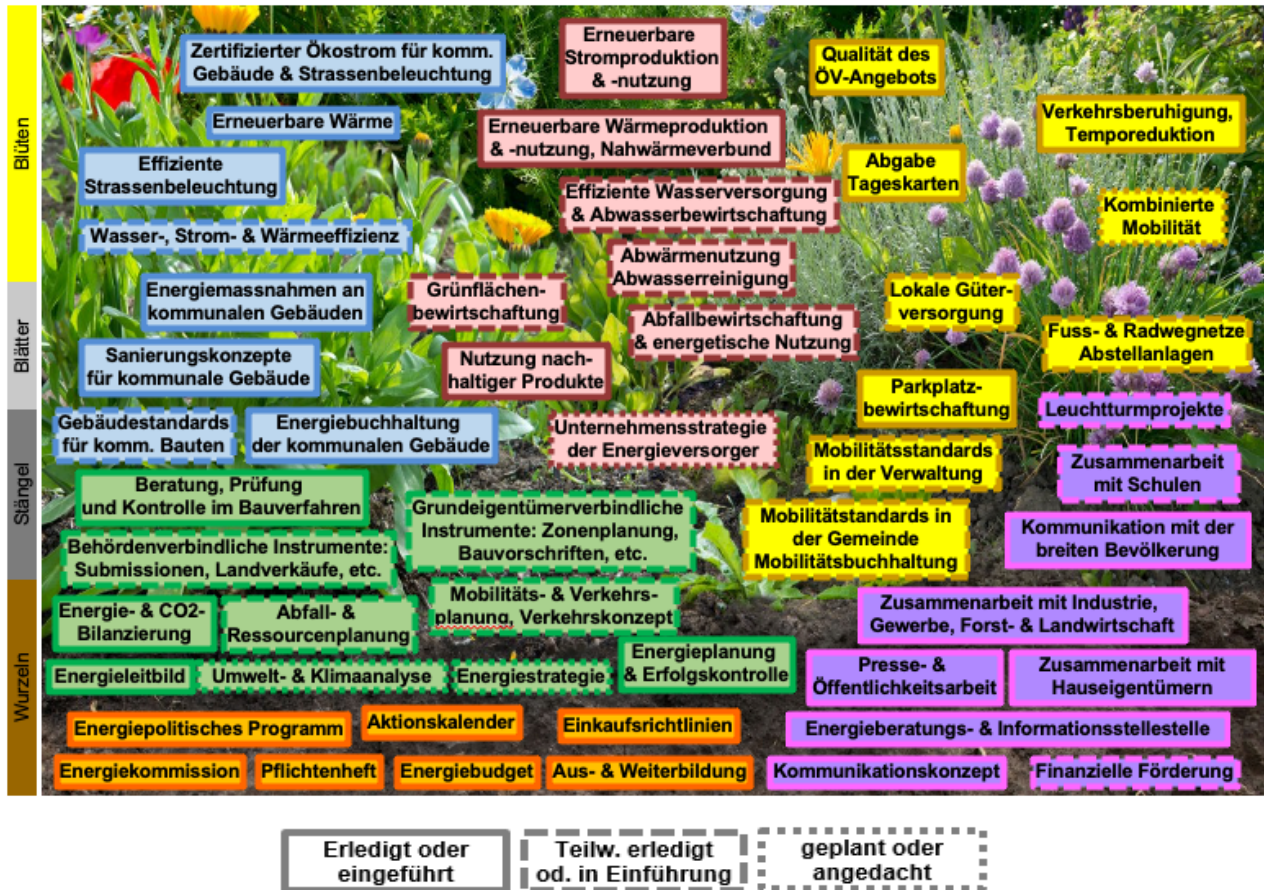 Blüten
Blätter
Stängel
Wurzeln
Zertifizierter Ökostrom für komm.
Gebäude & Strassenbeleuchtung
Erneuerbare
Stromproduktion
& -nutzung
Qualität des
ÖV-Angebots
Erneuerbare Wärme
Erneuerbare Wärmeproduktion
& -nutzung, Nahwärmeverbund
Verkehrsberuhigung,
Temporeduktion
Effiziente
Strassenbeleuchtung
Abgabe
Tageskarten
Effiziente Wasserversorgung
& Abwasserbewirtschaftung
Kombinierte
Mobilität
Wasser-, Strom- & Wärmeeffizienz
Abwärmenutzung
Abwasserreinigung
Energiemassnahmen an
kommunalen Gebäuden
Grünflächen-
bewirtschaftung
Lokale Güter-
versorgung
Abfallbewirtschaftung
& energetische Nutzung
Fuss- & Radwegnetze
Abstellanlagen
Sanierungskonzepte
für kommunale Gebäude
Nutzung nach-
haltiger Produkte
Parkplatz-
bewirtschaftung
Leuchtturmprojekte
Gebäudestandards
für komm. Bauten
Energiebuchhaltung
der kommunalen Gebäude
Unternehmensstrategie
der Energieversorger
Mobilitätsstandards
in der Verwaltung
Zusammenarbeit
mit Schulen
Beratung, Prüfung
und Kontrolle im Bauverfahren
Grundeigentümerverbindliche
Instrumente: Zonenplanung,
Bauvorschriften, etc.
Mobilitätstandards in
der Gemeinde
Mobilitätsbuchhaltung
Kommunikation mit der
breiten Bevölkerung
Behördenverbindliche Instrumente:
Submissionen, Landverkäufe, etc.
Energie- & CO2-
Bilanzierung
Abfall- &
Ressourcenplanung
Mobilitäts- & Verkehrs-
planung, Verkehrskonzept
Zusammenarbeit mit Industrie,
Gewerbe, Forst- & Landwirtschaft
Energieleitbild
Umwelt- & Klimaanalyse
Energiestrategie
Energieplanung
& Erfolgskontrolle
Presse- &
Öffentlichkeitsarbeit
Zusammenarbeit mit
Hauseigentümern
Energiepolitisches Programm
Aktionskalender
Einkaufsrichtlinien
Energieberatungs- & Informationsstellestelle
Energiekommission
Pflichtenheft
Energiebudget
Aus- & Weiterbildung
Kommunikationskonzept
Finanzielle Förderung
Erledigt oder
eingeführt
Teilw. erledigt
od. in Einführung
geplant oder
angedacht